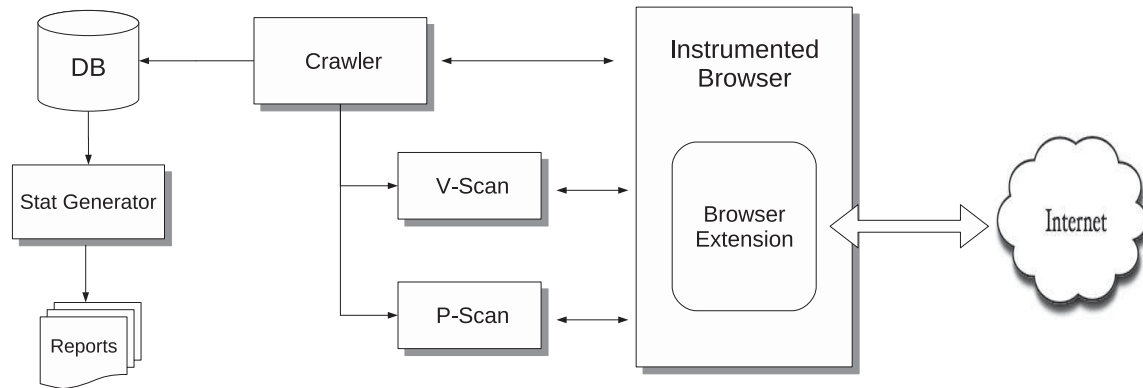 DB
Crawler
Instrumented
Browser
Stat Generator
V-Scan
Browser
Extension
Internet
P-Scan
Reports